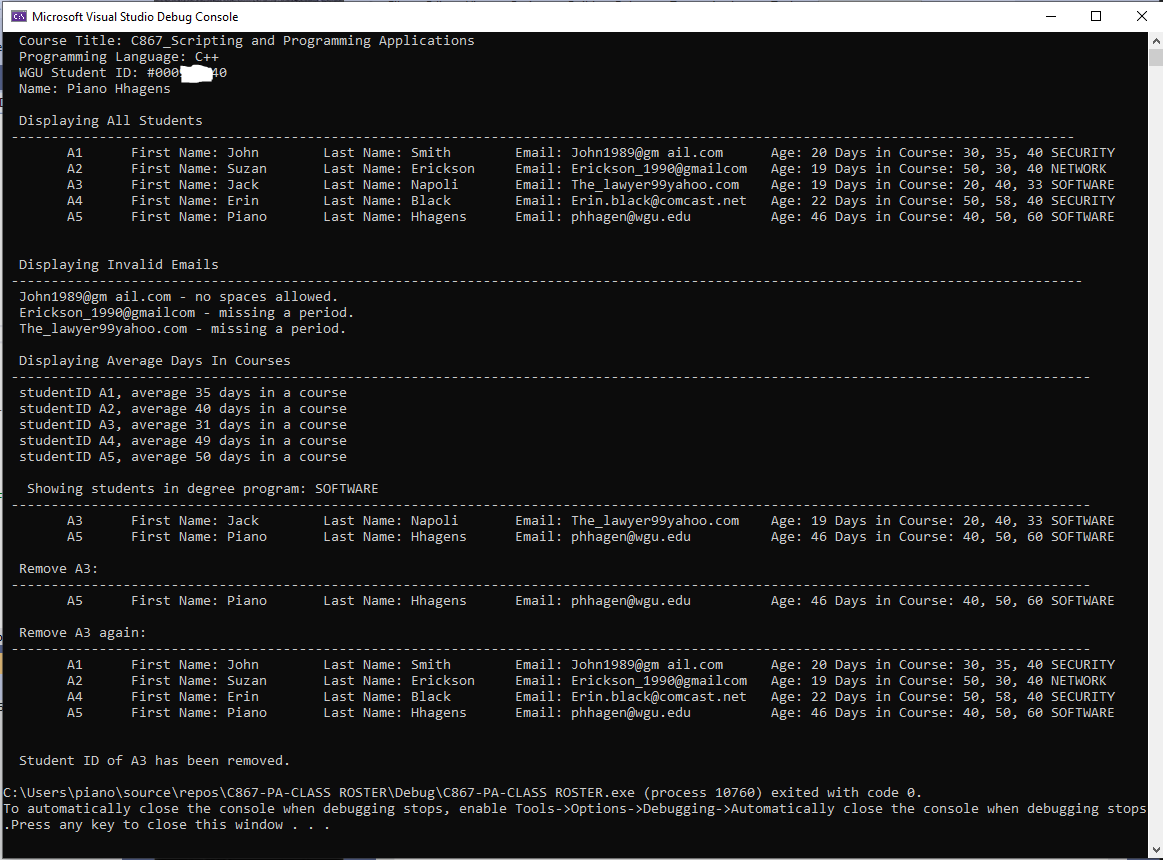 Microsoft Visual Studio Debug Console
Course Title: C867_Scripting and Programming Applications
Programming Language: C++
WGU Student ID: #000 40
Name: Piano Hhagens
Displaying All Students
--------------------------------------------------------------------------------------------------------------------------------------
A1 First Name: John Last Name: Smith Email: John1989@gm ail.com Age: 20 Days in Course: 30, 35, 40 SECURITY
A2 First Name: Suzan Last Name: Erickson Email: Erickson_1990@gmailcom Age: 19 Days in Course: 50, 30, 40 NETWORK
A3 First Name: Jack Last Name: Napoli Email: The_lawyer99yahoo.com Age: 19 Days in Course: 20, 40, 33 SOFTWARE
A4 First Name: Erin Last Name: Black Email: Erin.black@comcast.net Age: 22 Days in Course: 50, 58, 40 SECURITY
A5 First Name: Piano Last Name: Hhagens Email: phhagen@wgu.edu Age: 46 Days in Course: 40, 50, 60 SOFTWARE
Displaying Invalid Emails
--------------------------------------------------------------------------------------------------------------------------------------
John1989@gm ail.com - no spaces allowed.
Erickson_1990@gmailcom - missing a period.
The_lawyer99yahoo.com - missing a period.
Displaying Average Days In Courses
--------------------------------------------------------------------------------------------------------------------------------------
studentID A1, average 35 days in a course
studentID A2, average 40 days in a course
studentID A3, average 31 days in a course
studentID A4, average 49 days in a course
studentID A5, average 50 days in a course
Showing students in degree program: SOFTWARE
--------------------------------------------------------------------------------------------------------------------------------------
A3 First Name: Jack Last Name: Napoli Email: The_lawyer99yahoo.com Age: 19 Days in Course: 20, 40, 33 SOFTWARE
A5 First Name: Piano Last Name: Hhagens Email: phhagen@wgu.edu Age: 46 Days in Course: 40, 50, 60 SOFTWARE
Remove A3:
--------------------------------------------------------------------------------------------------------------------------------------
A5 First Name: Piano Last Name: Hhagens Email: phhagen@wgu.edu Age: 46 Days in Course: 40, 50, 60 SOFTWARE
Remove A3 again:
--------------------------------------------------------------------------------------------------------------------------------------
A1 First Name: John Last Name: Smith Email: John1989@gm ail.com Age: 20 Days in Course: 30, 35, 40 SECURITY
A2 First Name: Suzan Last Name: Erickson Email: Erickson_1990@gmailcom Age: 19 Days in Course: 50, 30, 40 NETWORK
A4 First Name: Erin Last Name: Black Email: Erin.black@comcast.net Age: 22 Days in Course: 50, 58, 40 SECURITY
A5 First Name: Piano Last Name: Hhagens Email: phhagen@wgu.edu Age: 46 Days in Course: 40, 50, 60 SOFTWARE
Student ID of A3 has been removed.
C:\Users\piano\source\repos\C867-PA-CLASS ROSTER\Debug\C867-PA-CLASS ROSTER.exe (process 10760) exited with code 0.
To automatically close the console when debugging stops, enable Tools->Options->Debugging->Automatically close the console when debugging stops
.Press any key to close this window . . .